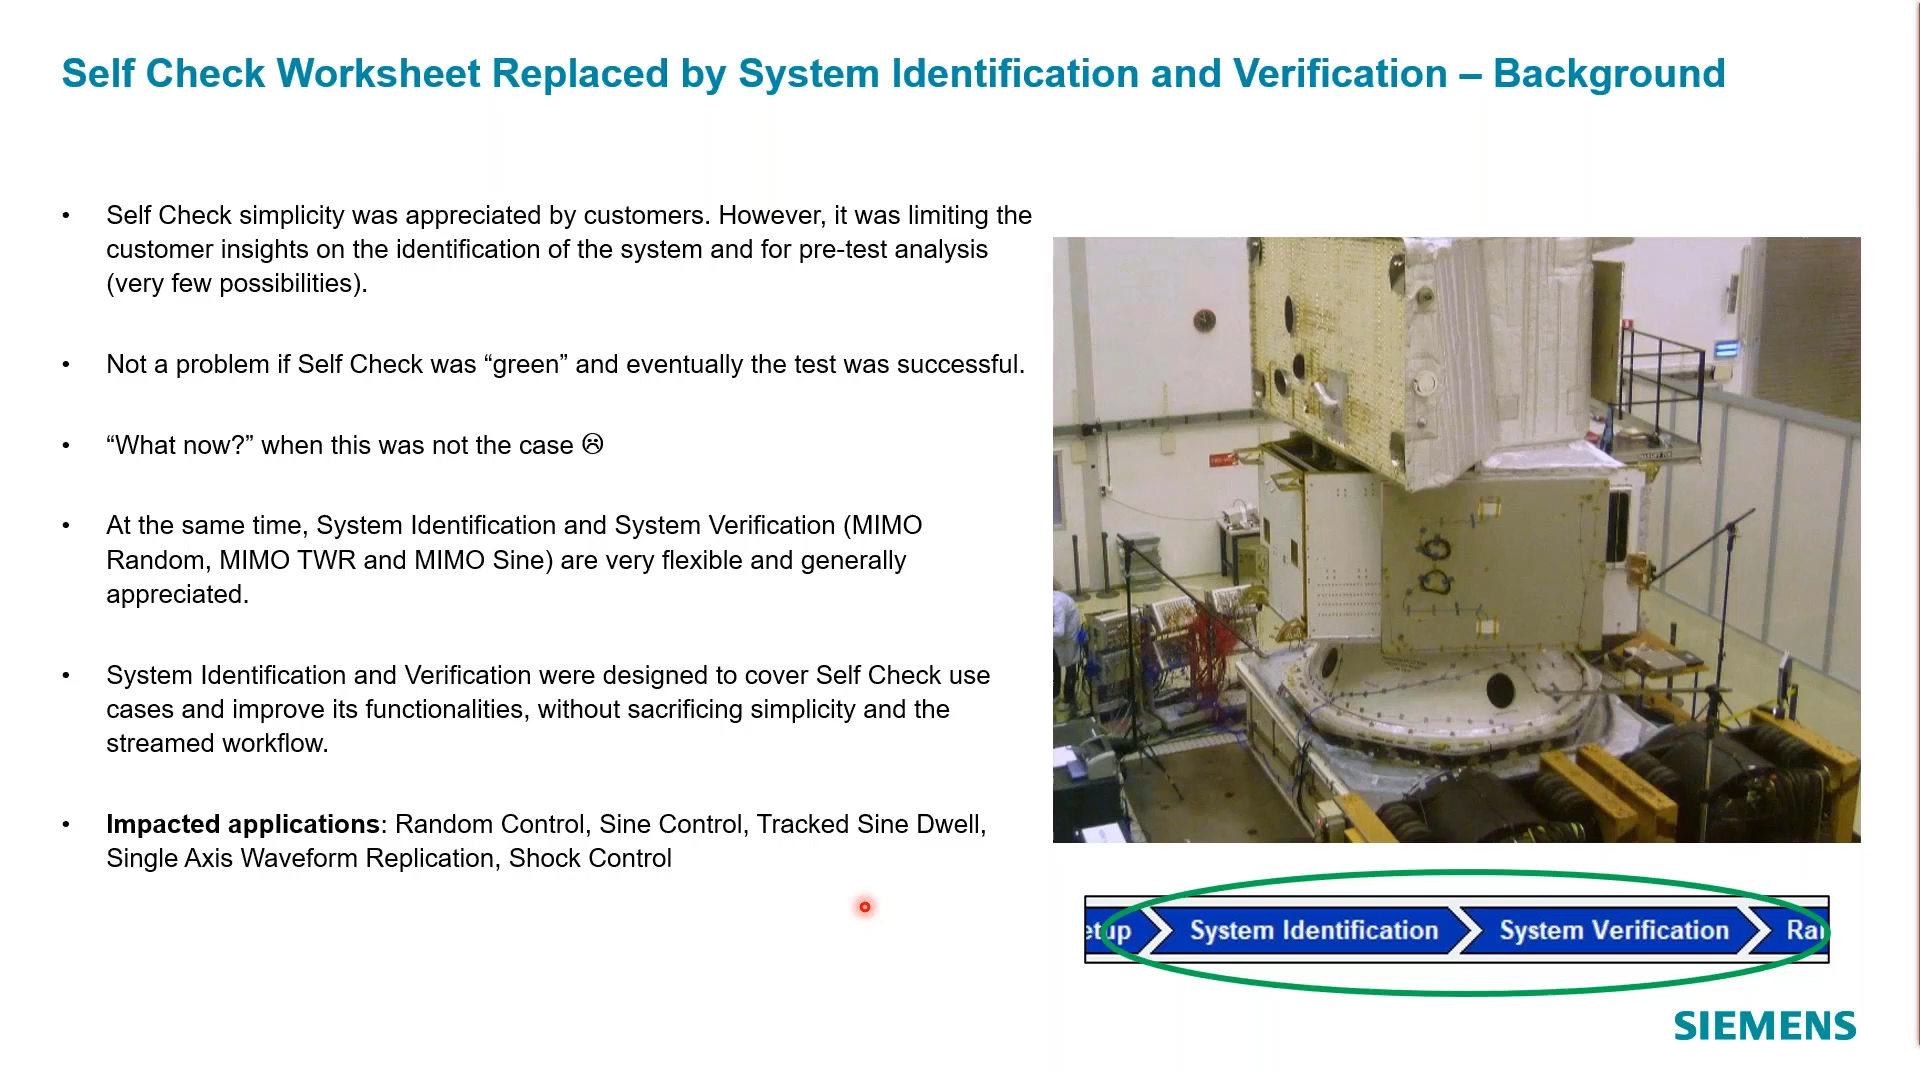 Self Check Worksheet Replaced by System Identification and Verification – Background
• Self Check simplicity was appreciated by customers. However, it was limiting the
customer insights on the identification of the system and for pre-test analysis
(very few possibilities).
• Not a problem if Self Check was “green” and eventually the test was successful.
• “What now?” when this was not the case ☹
• At the same time, System Identification and System Verification (MIMO
Random, MIMO TWR and MIMO Sine) are very flexible and generally
appreciated.
• System Identification and Verification were designed to cover Self Check use
cases and improve its functionalities, without sacrificing simplicity and the
streamed workflow.
• Impacted applications: Random Control, Sine Control, Tracked Sine Dwell,
Single Axis Waveform Replication, Shock Control
etup System Identification System Verification Ra
SIEMENS